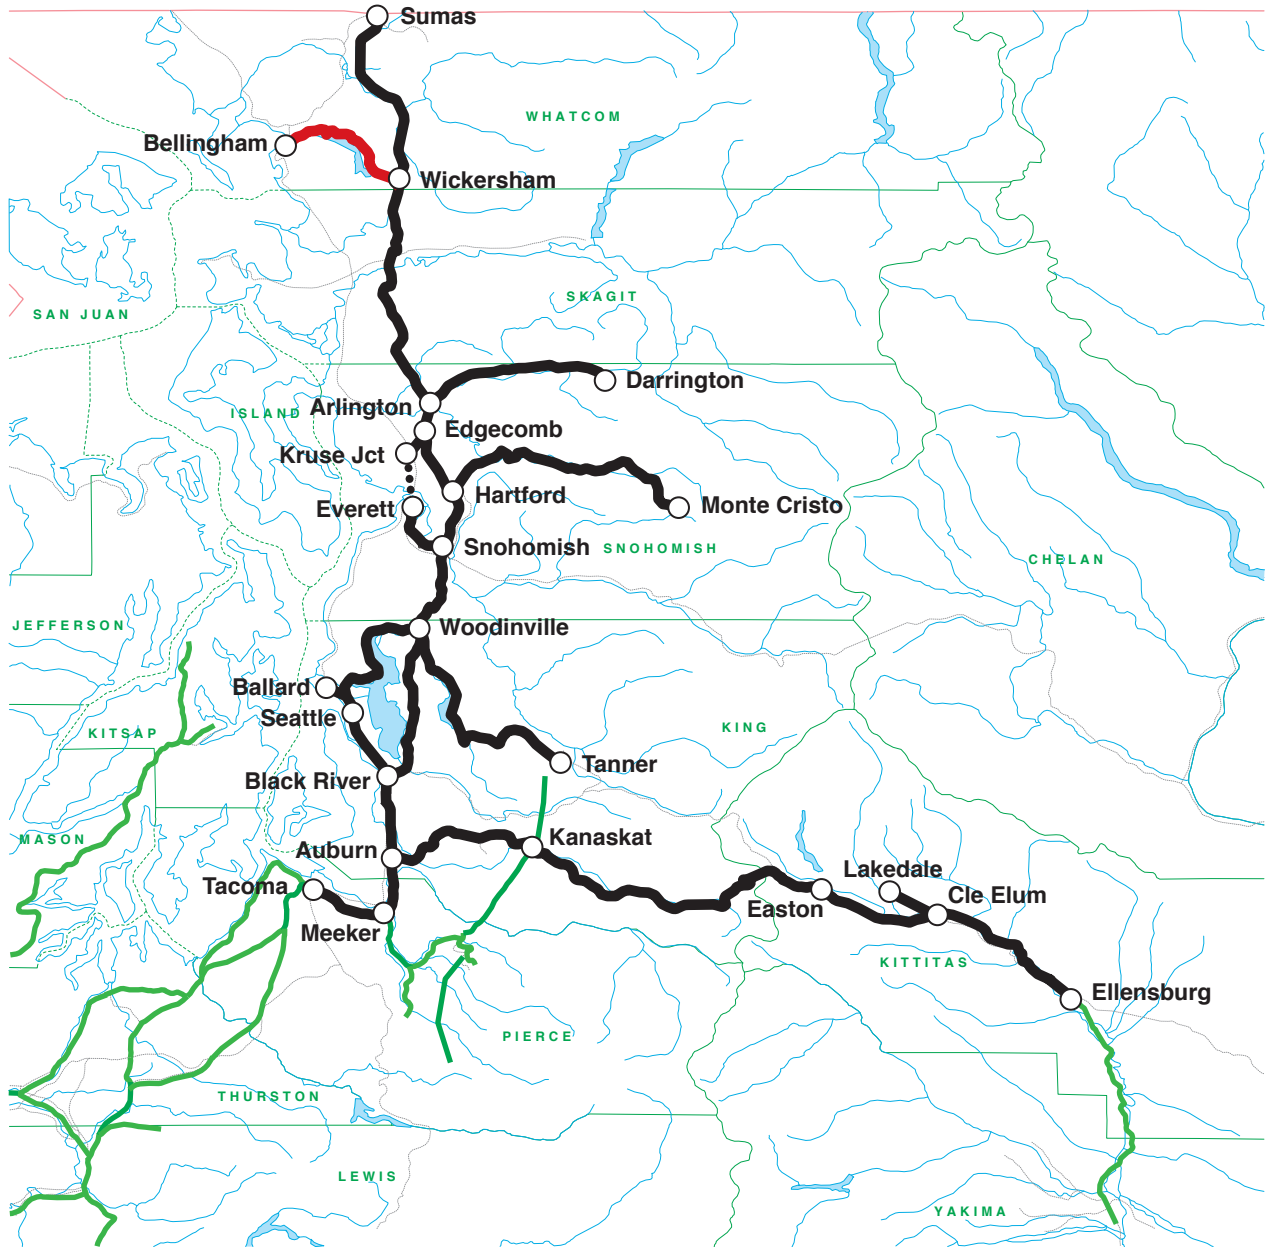 Sumas
WHATCOM
Bellingham
Wickersham
SKAGIT
SAN JUAN
Darrington
Arlington
ISLAND
Edgecomb
Kruse Jct
Hartford
Monte Cristo
Everett
Snohomish
SNOHOMISH
CHELAN
JEFFERSON
Woodinville
Ballard
Seattle
KITSAP
KING
Tanner
Black River
MASON
Kanaskat
Auburn
Lakedale
Tacoma
Cle Elum
Easton
Meeker
KITTITAS
Ellensburg
PIERCE
THURSTON
LEWIS
YAKIMA